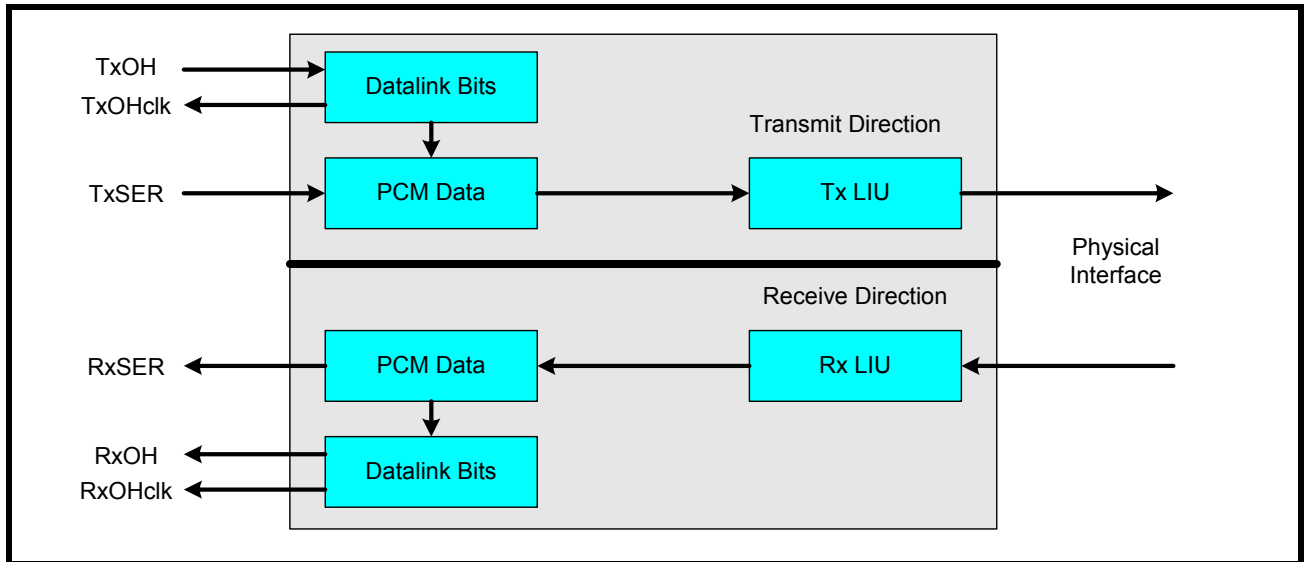 TxOH
TxOHclk
Datalink Bits
Transmit Direction
TxSER
PCM Data
Tx LIU
Physical
Interface
Receive Direction
RxSER
PCM Data
Rx LIU
RxOH
RxOHclk
Datalink Bits